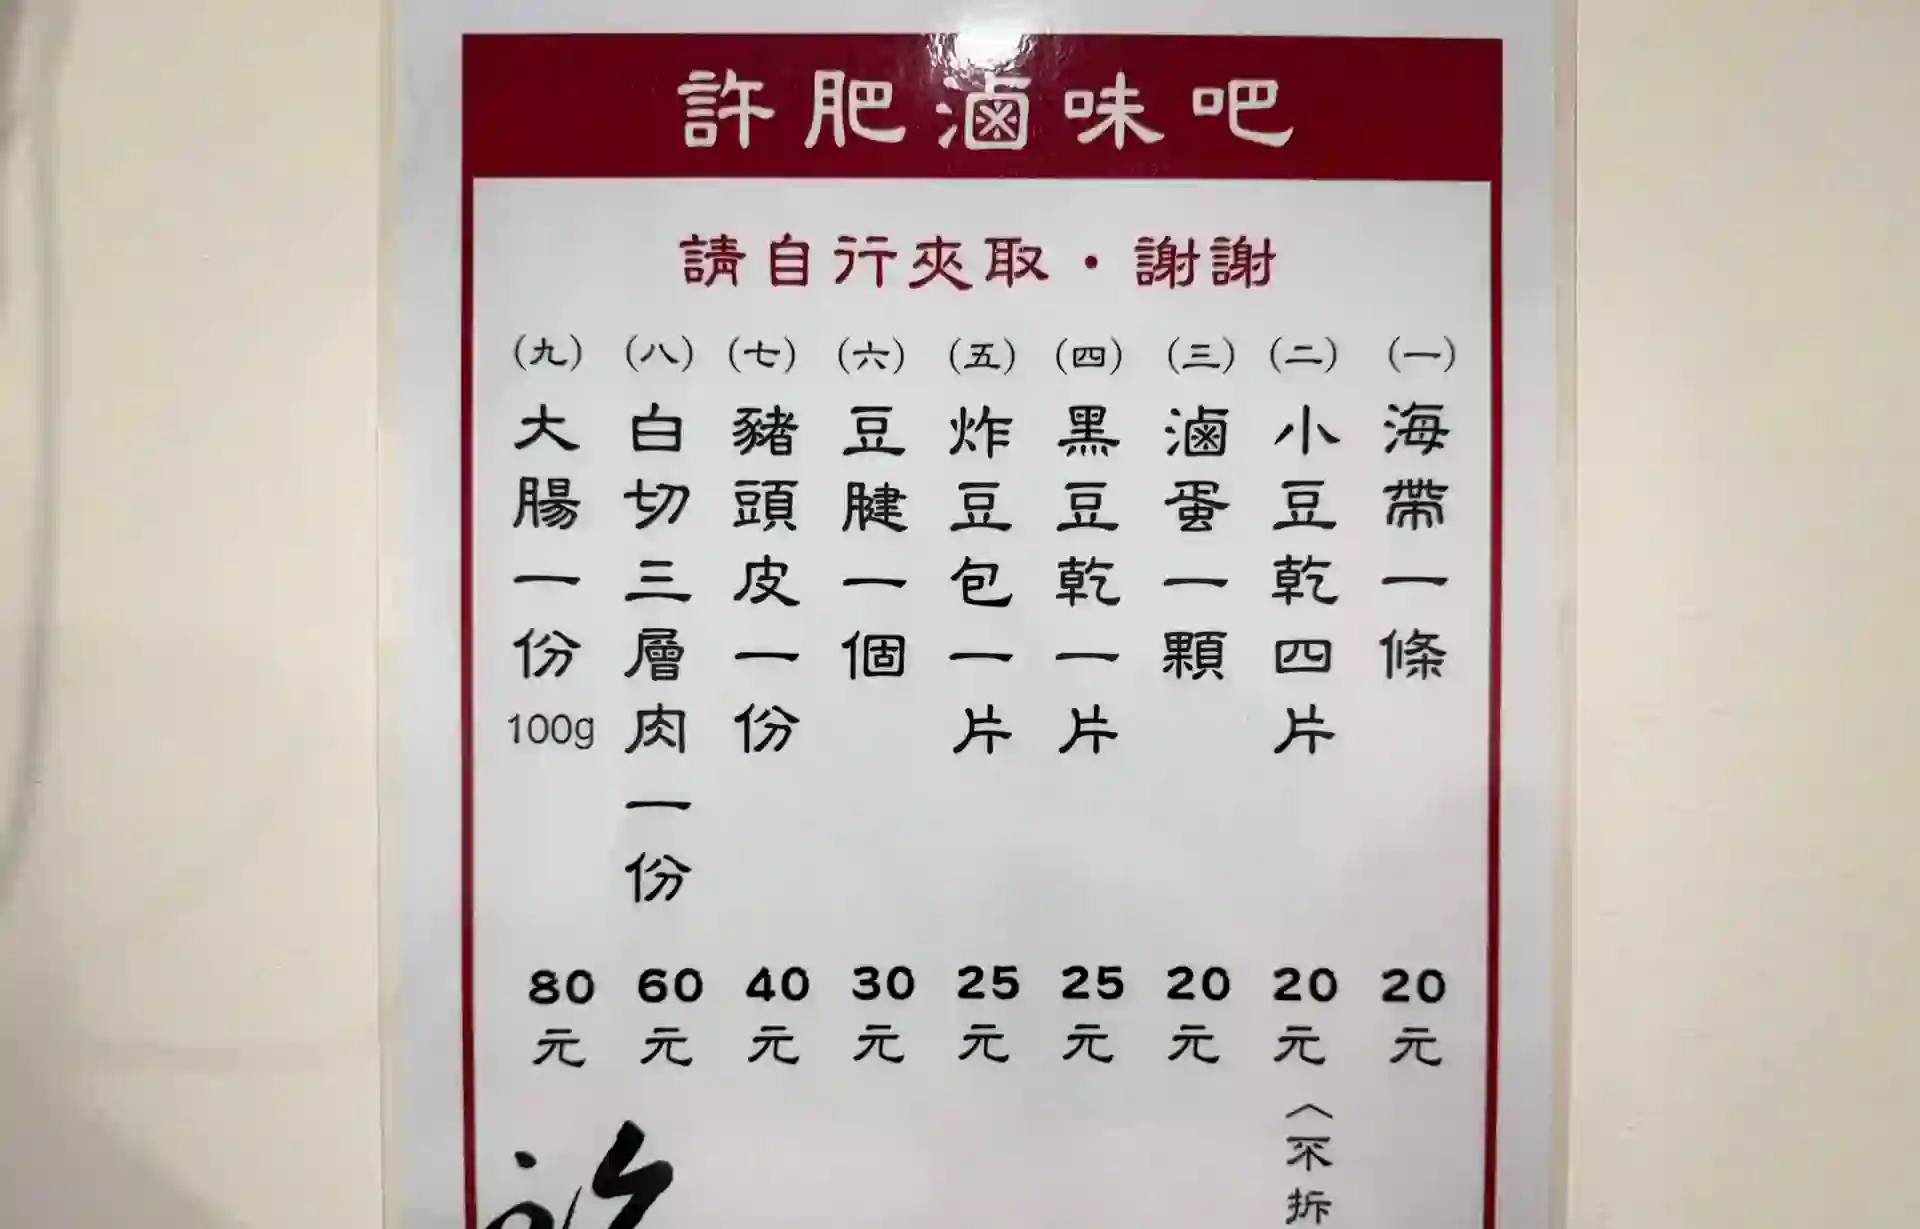 許肥滷味吧
請自行夾取・謝謝
（一）海帶一條 20元
（二）小豆乾四片 20元〈不拆
（三）滷蛋一顆 20元
（四）黑豆乾一片 25元
（五）炸豆包一片 25元
（六）豆腱一個 30元
（七）豬頭皮一份 40元
（八）白切三層肉一份 60元
（九）大腸一份100g 80元